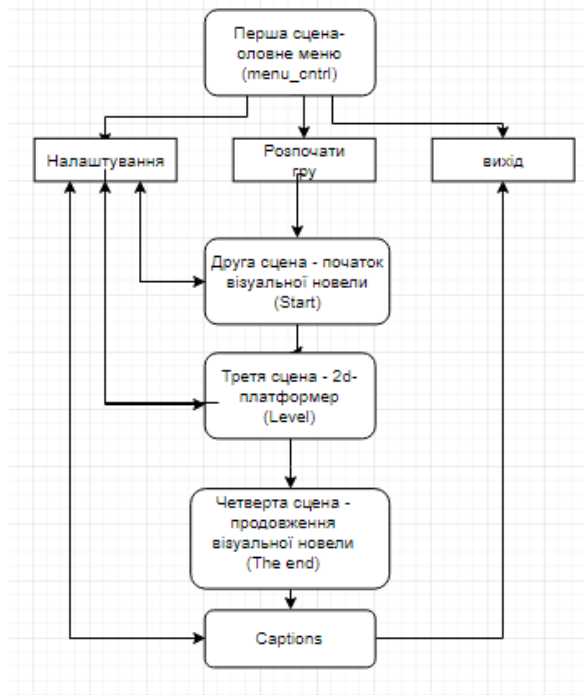 Перша сцена-
оловне меню
(menu_cntrl)
Налаштування
Розпочати
гру
вихід
Друга сцена - початок
візуальної новели
(Start)
Третя сцена - 2d-
платформер
(Level)
Четверта сцена -
продовження
візуальної новели
(The end)
Captions